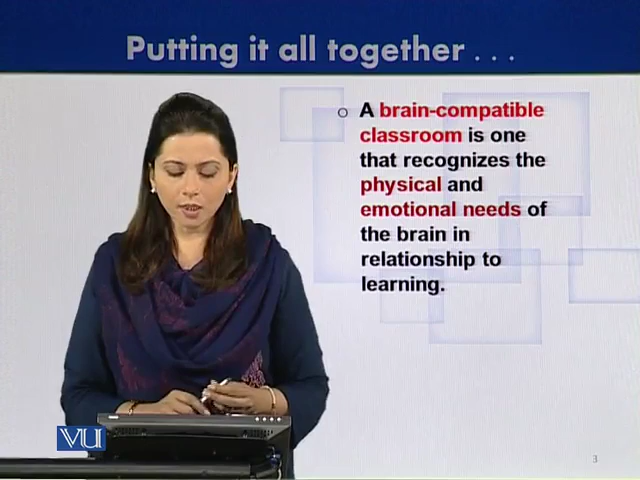 Putting it all together . . .
o A brain-compatible
classroom is one
that recognizes the
physical and
emotional needs of
the brain in
relationship to
learning.
VU
3